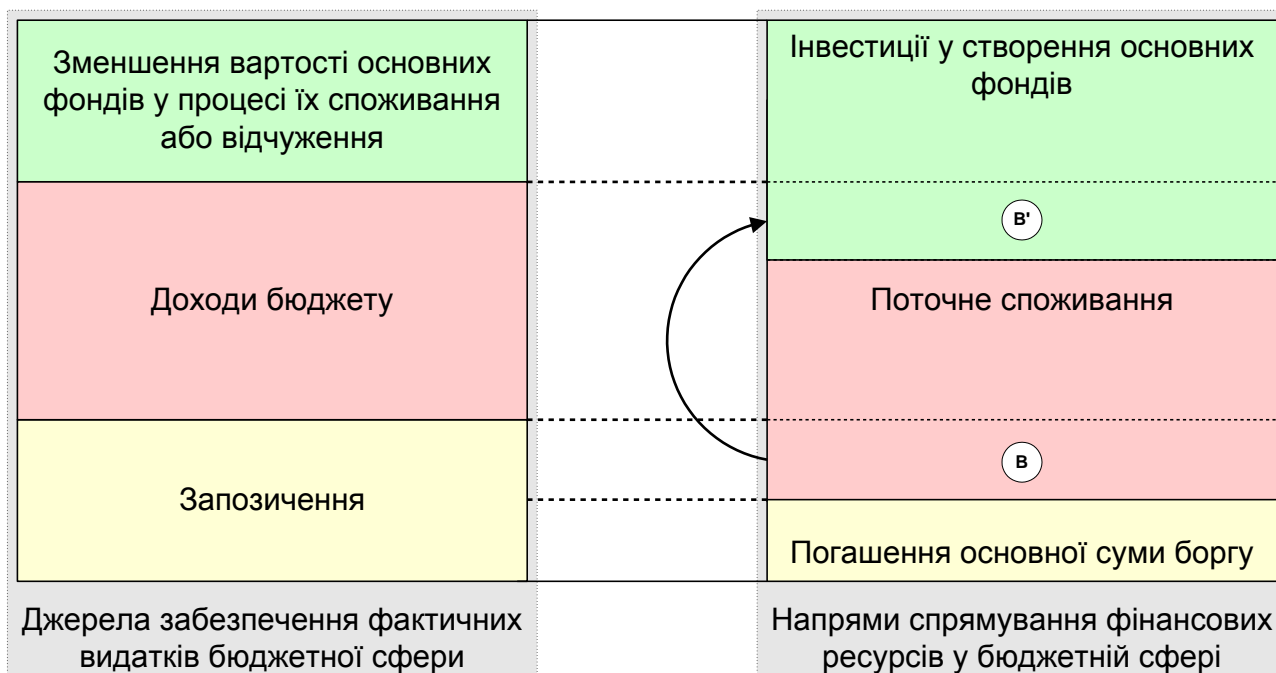 Зменшення вартості основних
фондів у процесі їх споживання
або відчуження
Доходи бюджету
Запозичення
Джерела забезпечення фактичних
видатків бюджетної сфери
Інвестиції у створення основних
фондів
В'
Поточне споживання
В
Погашення основної суми боргу
Напрями спрямування фінансових
ресурсів у бюджетній сфері